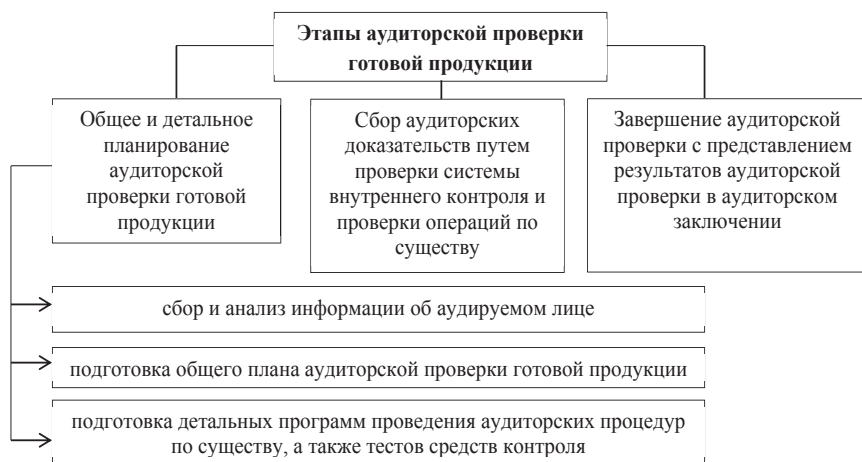 Этапы аудиторской проверки
готовой продукции
Общее и детальное
планирование
аудиторской
проверки готовой
продукции
Сбор аудиторских
доказательств путем
проверки системы
внутреннего контроля и
проверки операций по
существу
Завершение аудиторской
проверки с представлением
результатов аудиторской
проверки в аудиторском
заключении
сбор и анализ информации об аудируемом лице
подготовка общего плана аудиторской проверки готовой продукции
подготовка детальных программ проведения аудиторских процедур
по существу, а также тестов средств контроля